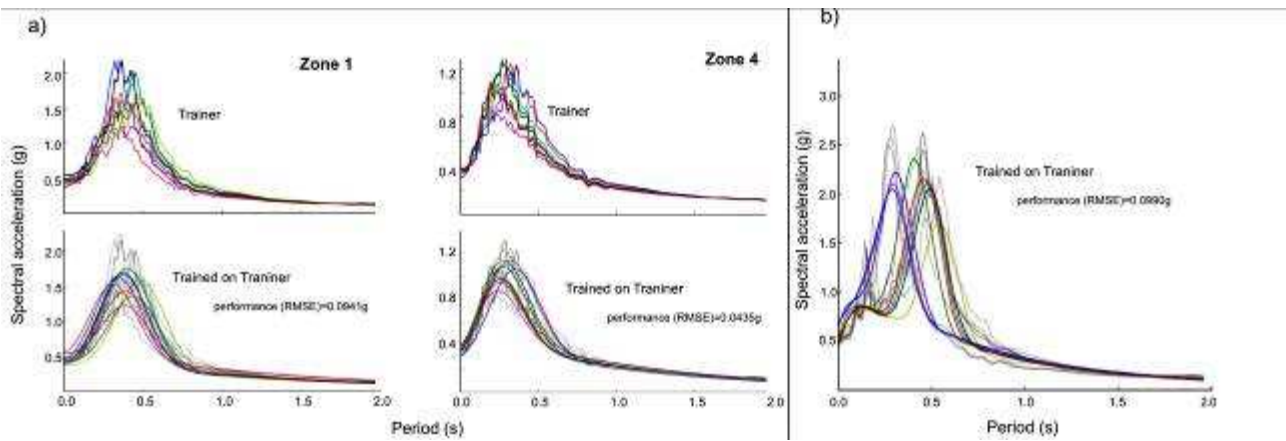 a)
Zone 1
Zone 4
b)
2.0
1.5
1.0
0.5
Trainer
1.2
0.8
0.4
Trainer
Spectral acceleration (g)
2.0
1.5
1.0
0.5
Trained on Traniner
performance (RMSE)=0.0941g
0.0
0.5
1.0
1.5
2.0
1.2
0.8
0.4
Trained on Traniner
performance (RMSE)=0.0435g
0.0
0.5
1.0
1.5
2.0
Period (s)
Spectral acceleration (g)
3.0
2.5
2.0
1.5
1.0
0.5
Trained on Traniner
performance (RMSE)=0.0990g
0.0
0.5
1.0
1.5
2.0
Period (s)